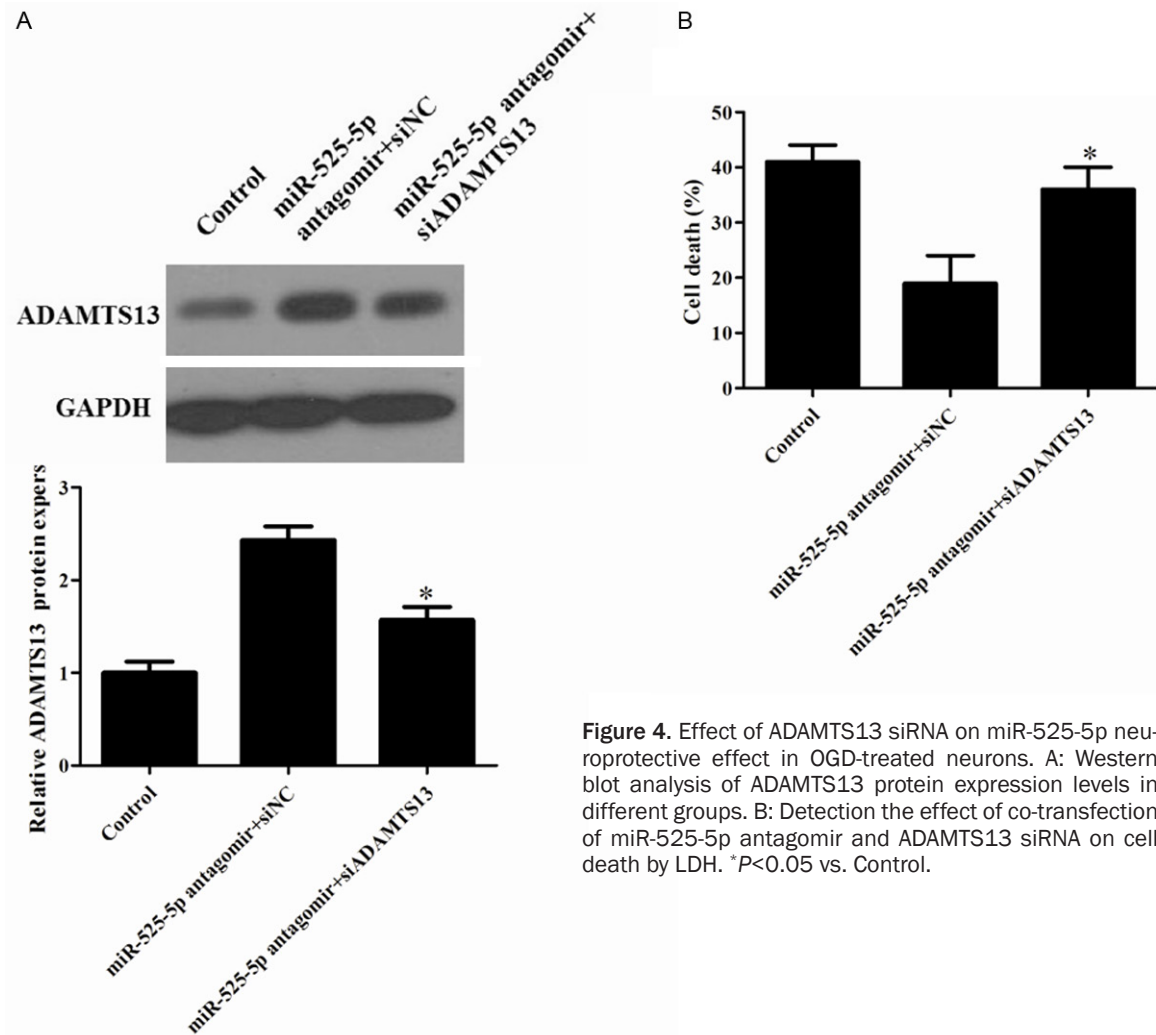 A
Control
miR-525-5p
antagomir+siNC
miR-525-5p antagomir+
siADAMTS13
ADAMTS13
GAPDH
Relative ADAMTS13 protein expers
3
2
1
0
*
Control
miR-525-5p antagomir+siNC
miR-525-5p antagomir+siADAMTS13
B
Cell death (%)
50
40
30
20
10
0
*
Control
miR-525-5p antagomir+siNC
miR-525-5p antagomir+siADAMTS13
Figure 4. Effect of ADAMTS13 siRNA on miR-525-5p neu-
roprotective effect in OGD-treated neurons. A: Western
blot analysis of ADAMTS13 protein expression levels in
different groups. B: Detection the effect of co-transfection
of miR-525-5p antagomir and ADAMTS13 siRNA on cell
death by LDH. *P<0.05 vs. Control.